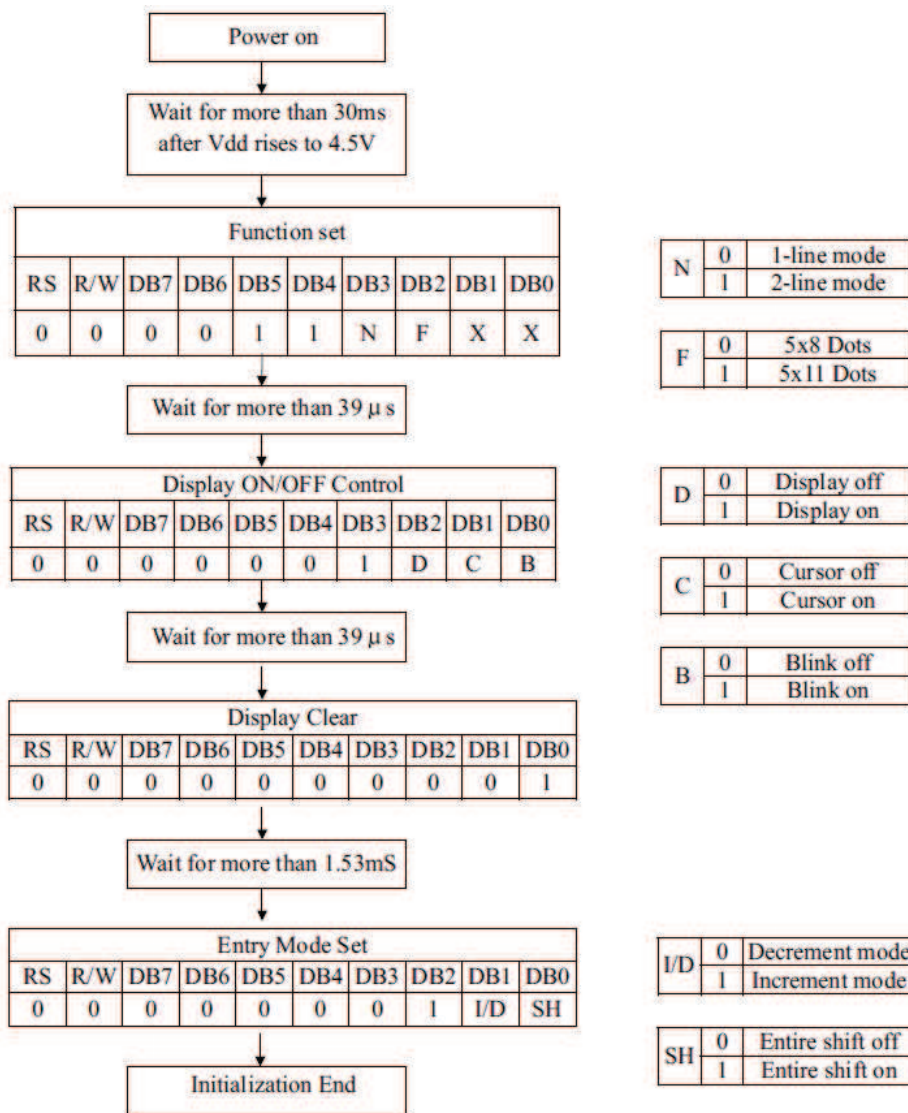 Power on
Wait for more than 30ms
after Vdd rises to 4.5V
Function set
RS R/W DB7 DB6 DB5 DB4 DB3 DB2 DB1 DB0
0 0 0 0 1 1 N F X X
N 0 1-line mode
1 2-line mode
F 0 5x8 Dots
1 5x11 Dots
Wait for more than 39 μs
Display ON/OFF Control
RS R/W DB7 DB6 DB5 DB4 DB3 DB2 DB1 DB0
0 0 0 0 0 0 1 D C B
D 0 Display off
1 Display on
C 0 Cursor off
1 Cursor on
B 0 Blink off
1 Blink on
Wait for more than 39 μs
Display Clear
RS R/W DB7 DB6 DB5 DB4 DB3 DB2 DB1 DB0
0 0 0 0 0 0 0 0 0 1
Wait for more than 1.53mS
Entry Mode Set
RS R/W DB7 DB6 DB5 DB4 DB3 DB2 DB1 DB0
0 0 0 0 0 0 0 1 I/D SH
I/D 0 Decrement mode
1 Increment mode
SH 0 Entire shift off
1 Entire shift on
Initialization End